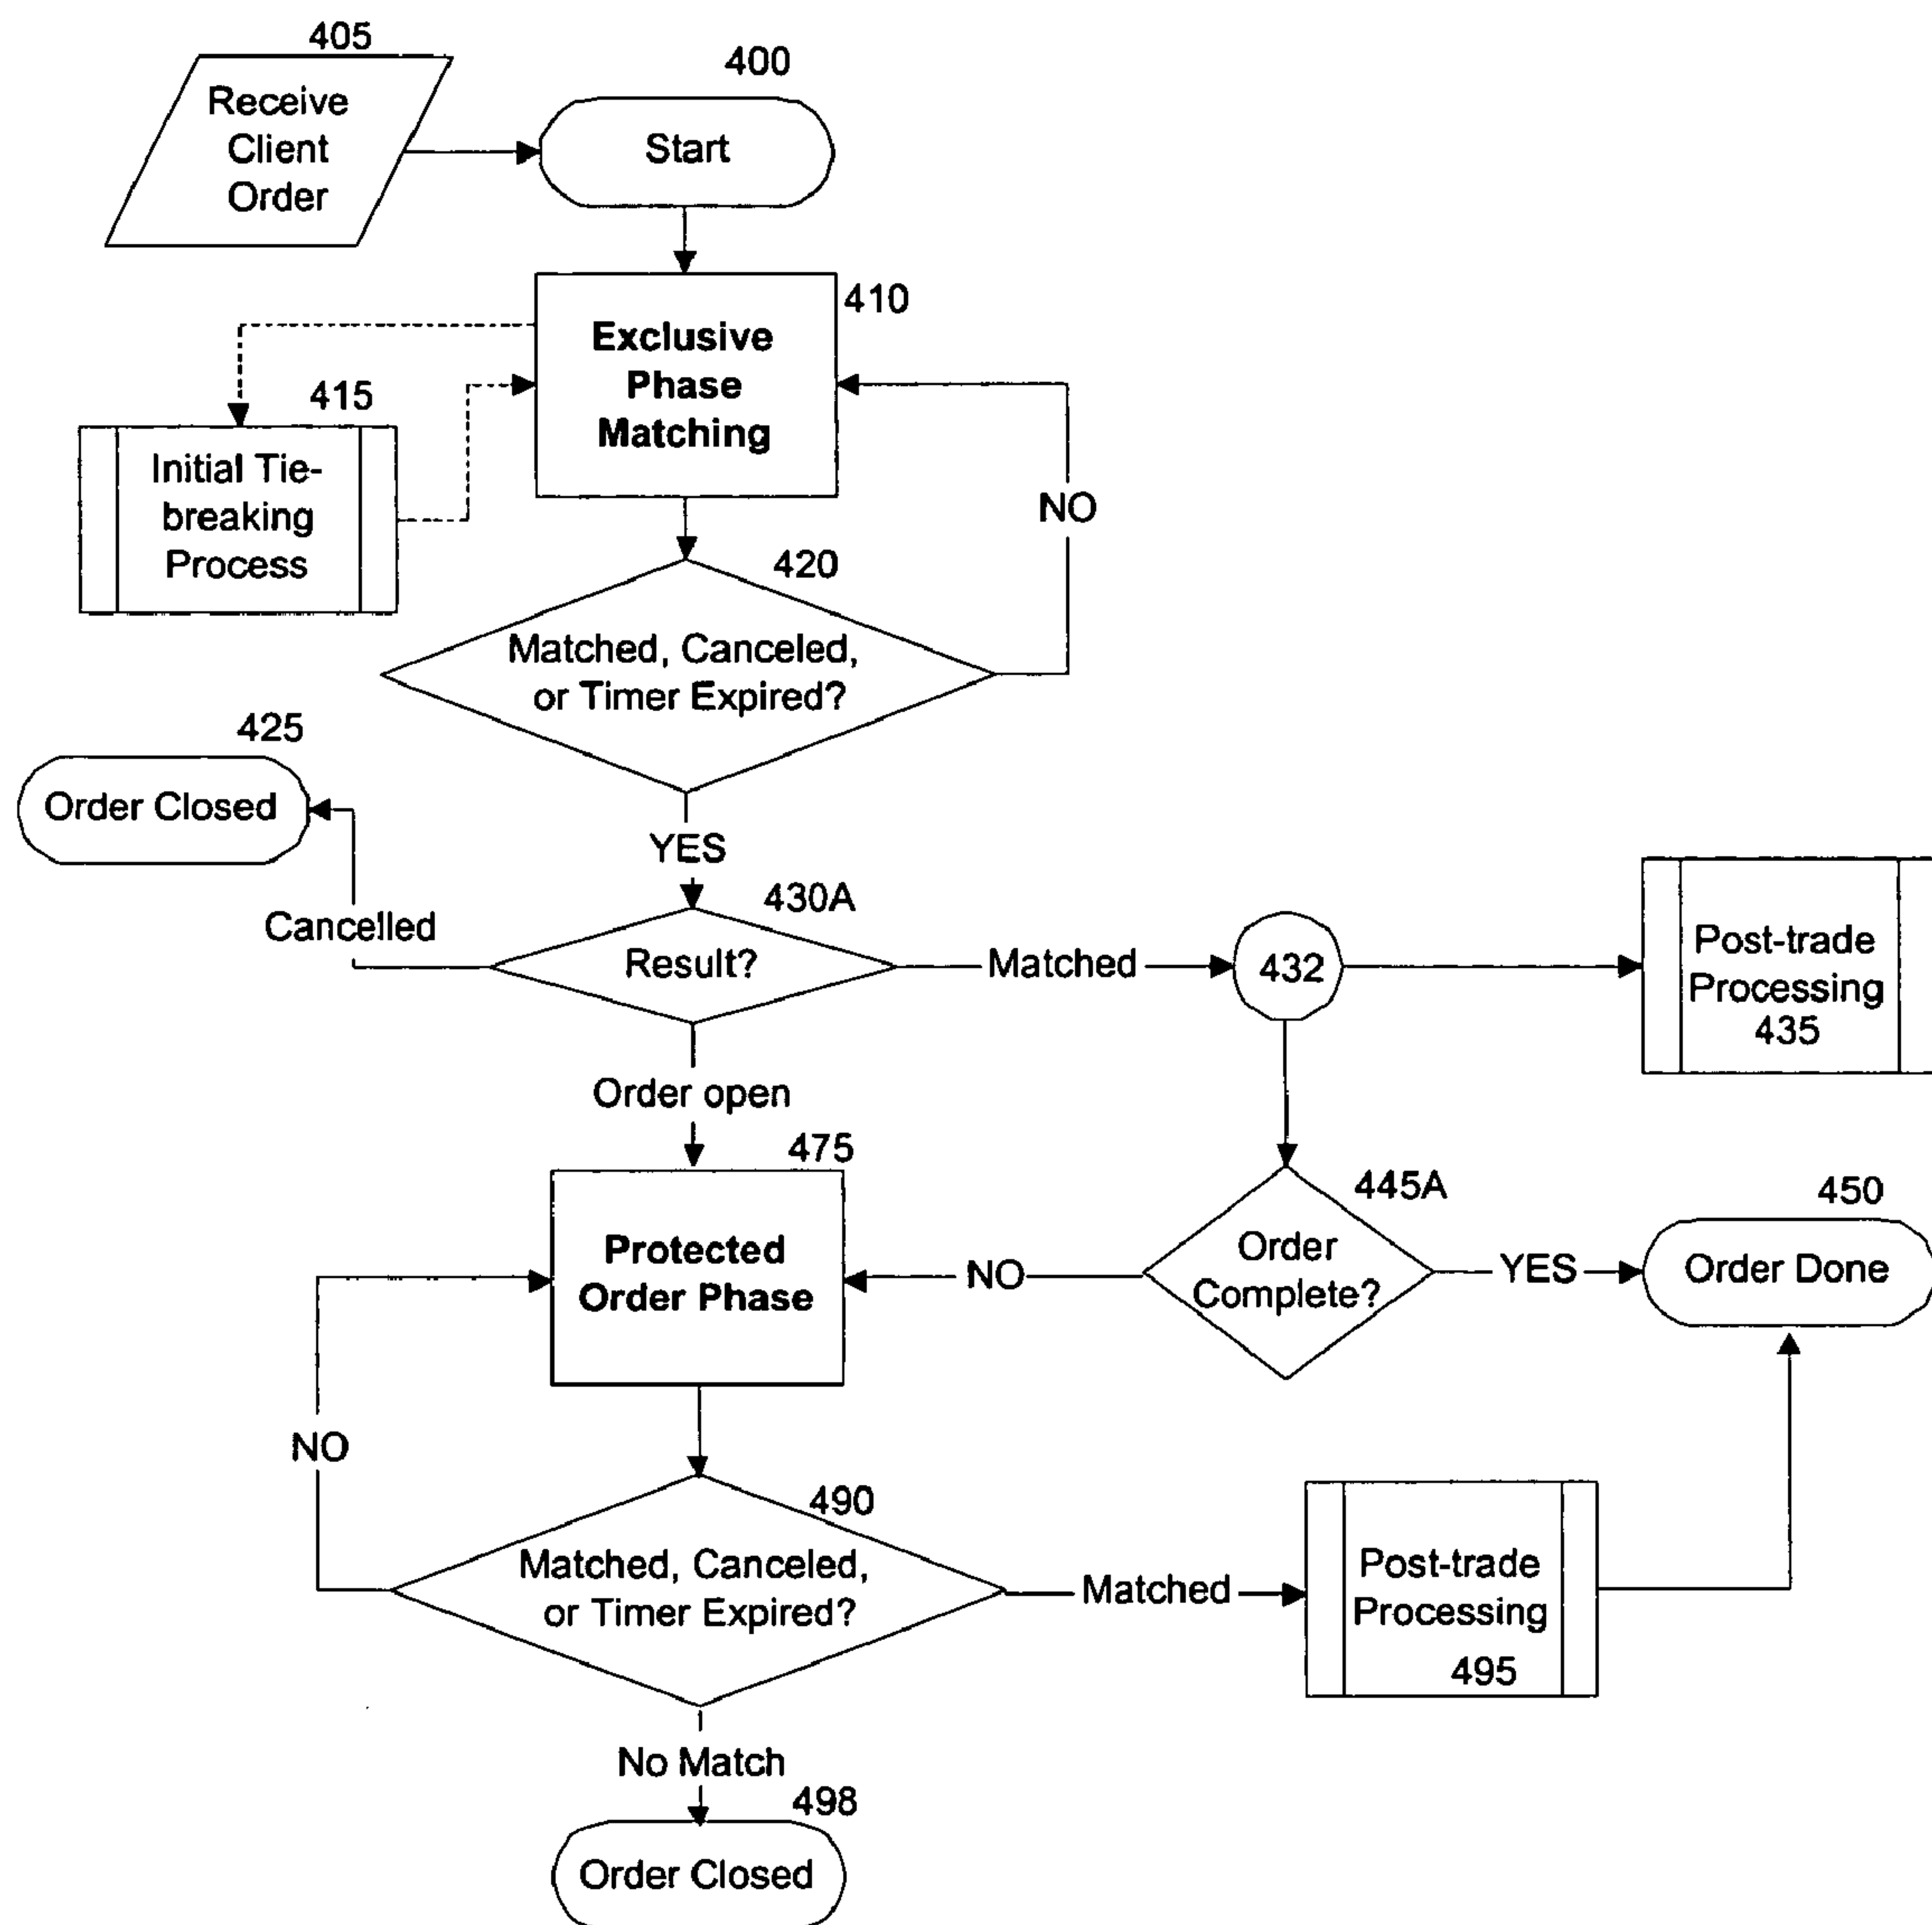 405
Receive
Client
Order
400
Start
410
Exclusive
Phase
Matching
415
Initial Tie-
breaking
Process
NO
420
Matched, Canceled,
or Timer Expired?
425
Order Closed
YES
430A
Cancelled
Result?
Matched
432
Post-trade
Processing
435
Order open
475
Protected
Order Phase
445A
Order
Complete?
NO
YES
450
Order Done
NO
490
Matched, Canceled,
or Timer Expired?
Matched
Post-trade
Processing
495
No Match
498
Order Closed